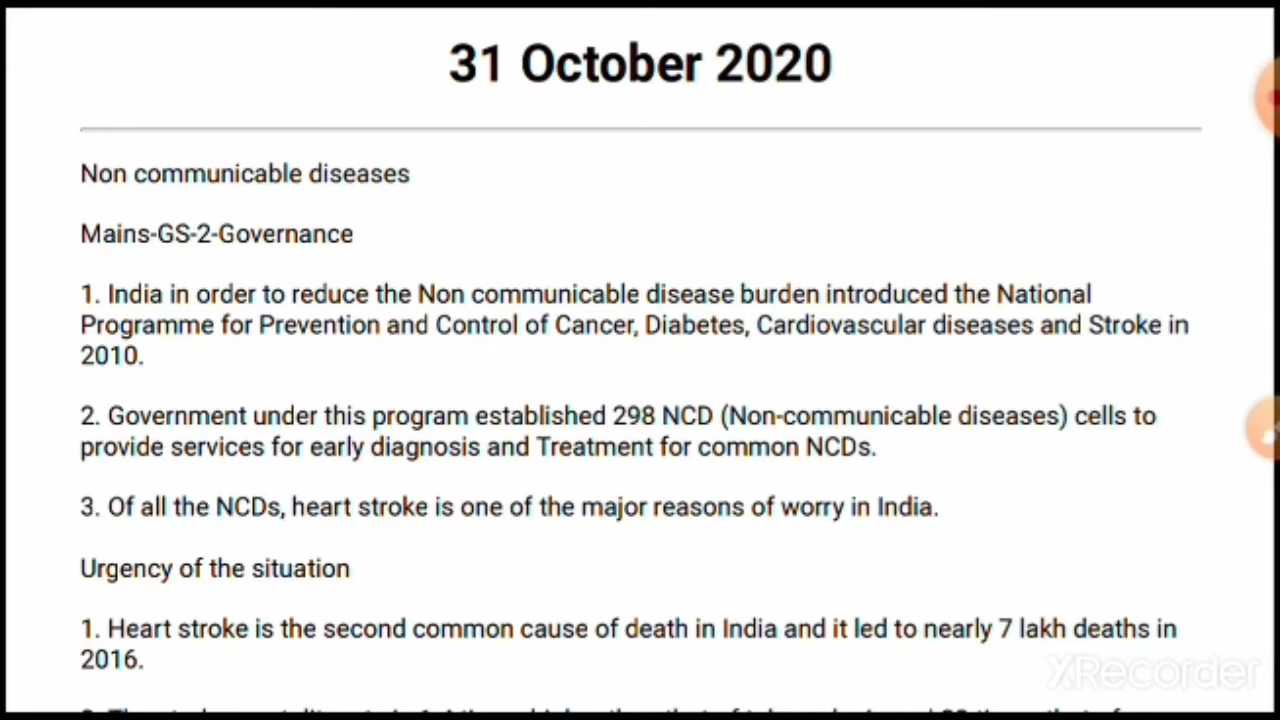 31 October 2020
Non communicable diseases
Mains-GS-2-Governance
1. India in order to reduce the Non communicable disease burden introduced the National
Programme for Prevention and Control of Cancer, Diabetes, Cardiovascular diseases and Stroke in
2010.
2. Government under this program established 298 NCD (Non-communicable diseases) cells to
provide services for early diagnosis and Treatment for common NCDs.
3. Of all the NCDs, heart stroke is one of the major reasons of worry in India.
Urgency of the situation
1. Heart stroke is the second common cause of death in India and it led to nearly 7 lakh deaths in
2016.
XRecorder